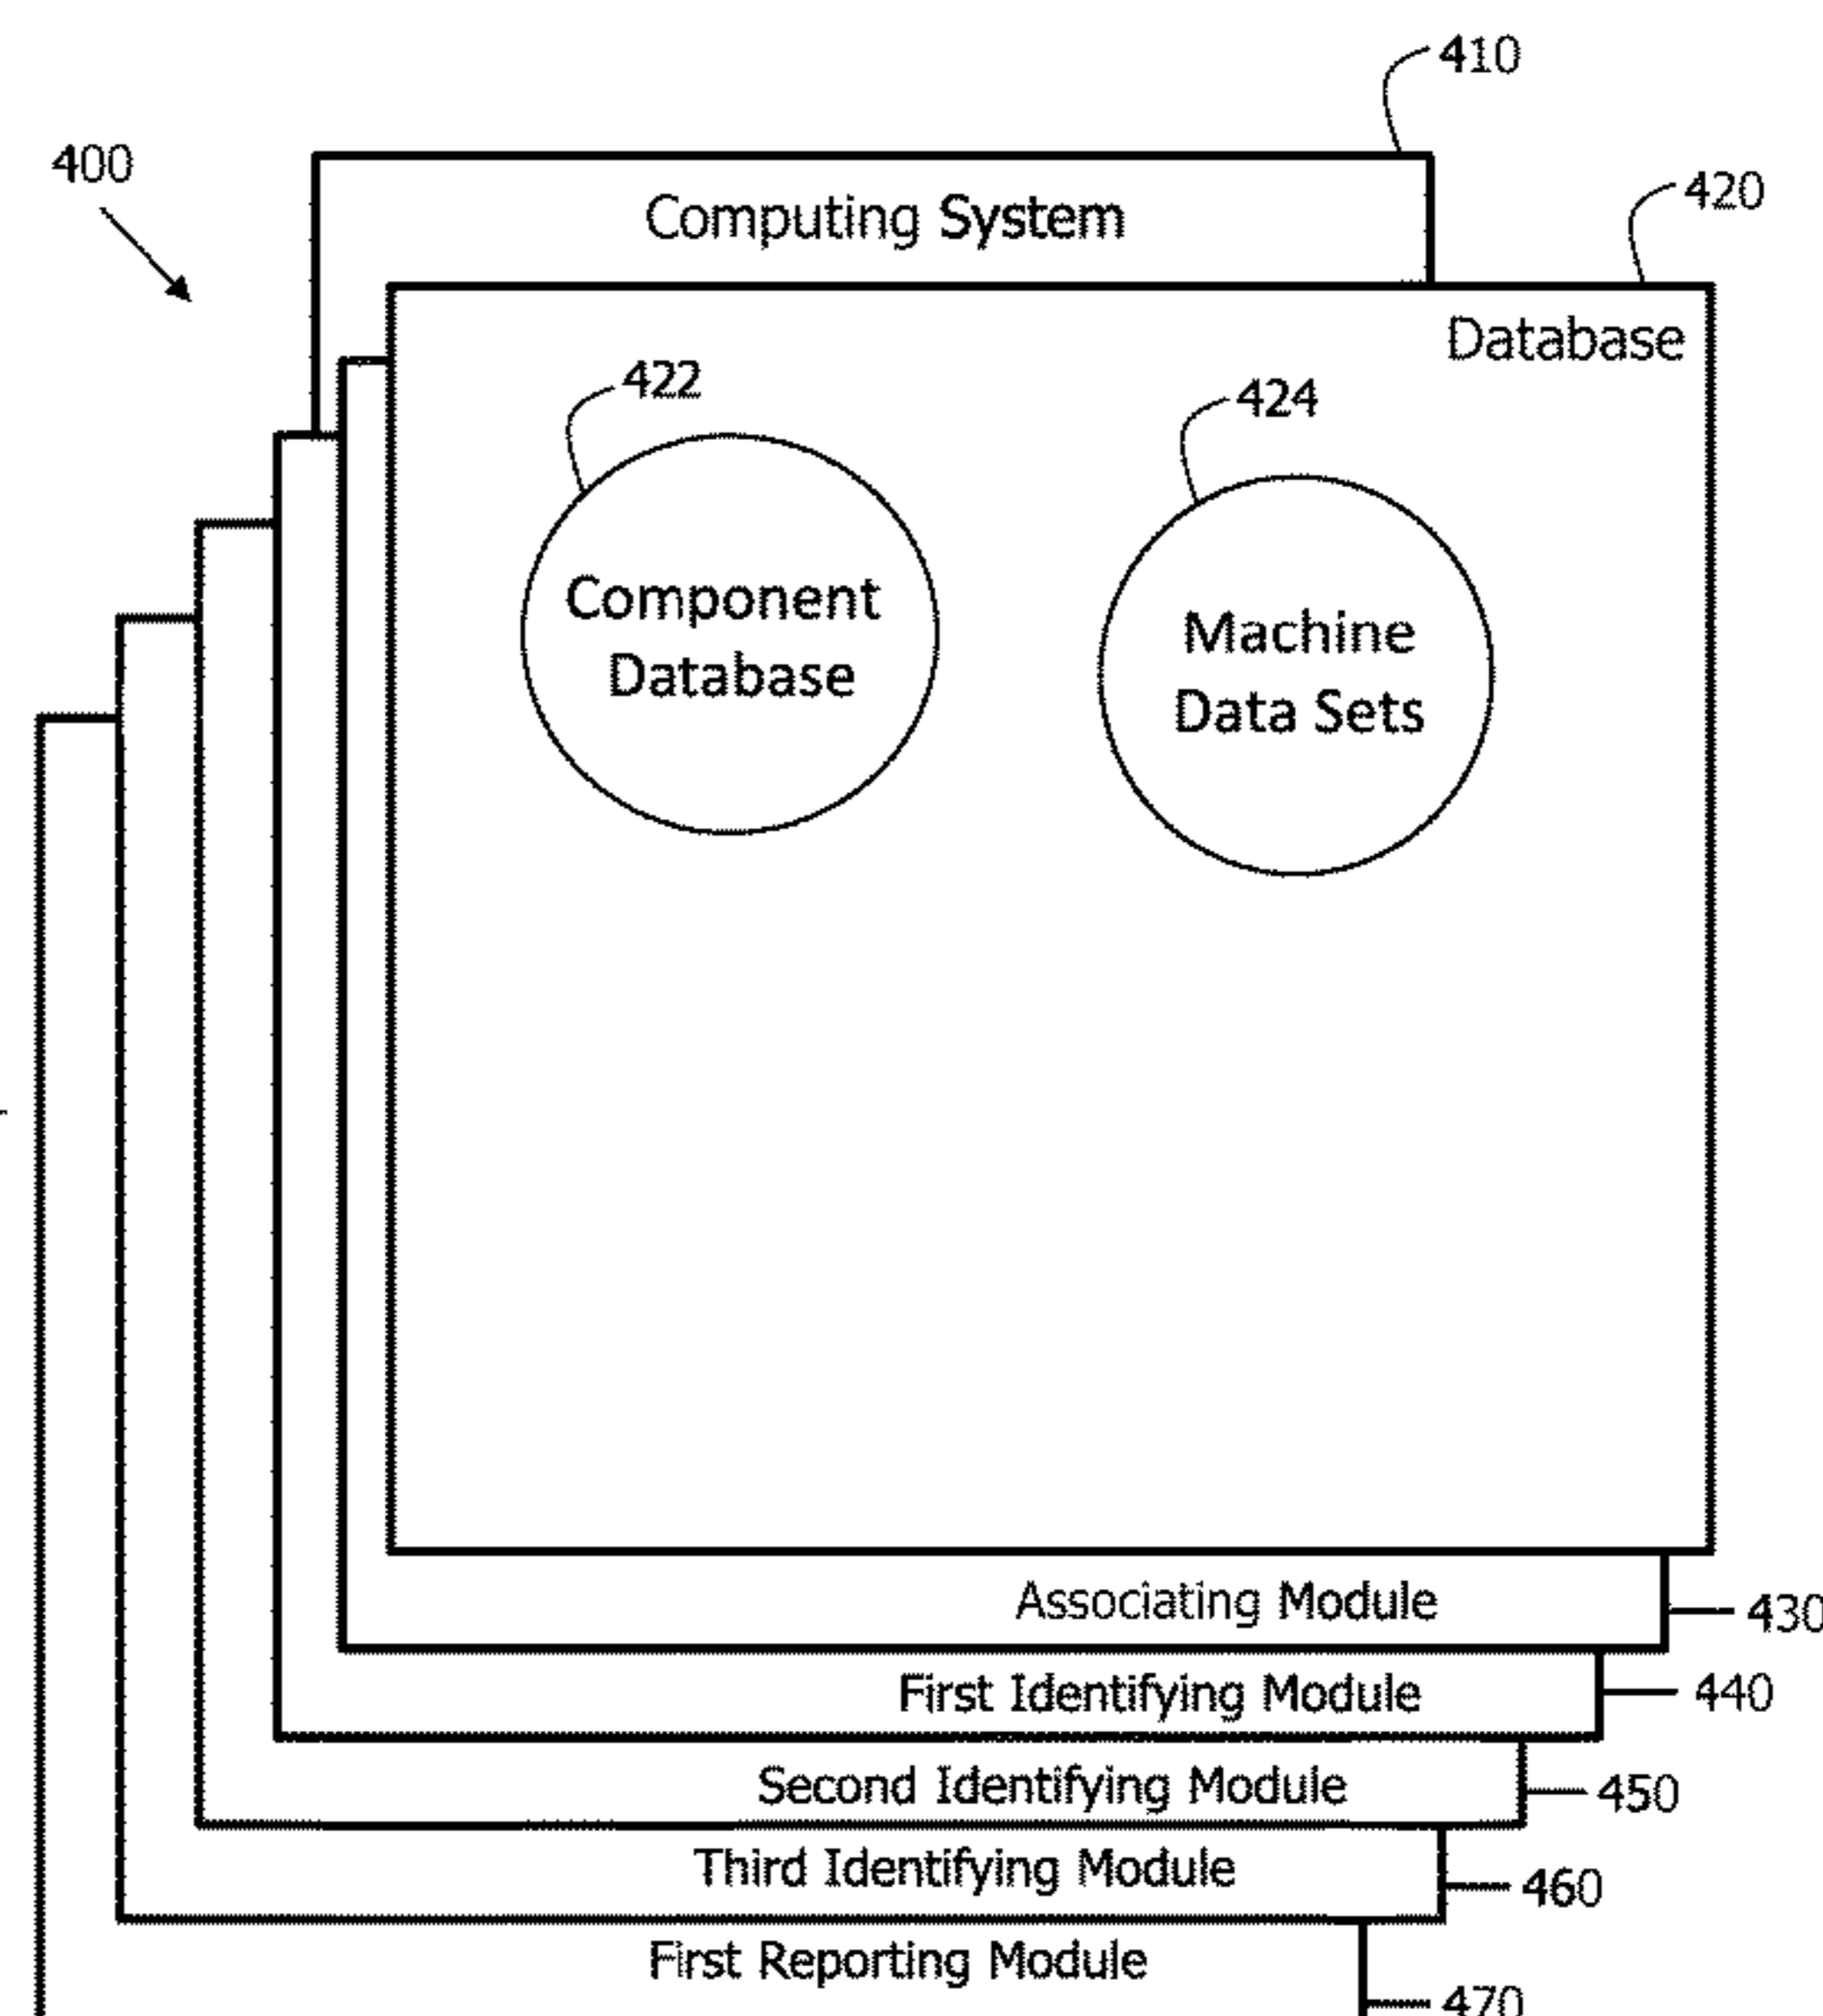 410
400
420
Computing System
Database
422
424
Component
Database
Machine
Data Sets
Associating Module
430
First Identifying Module
440
Second Identifying Module
450
Third Identifying Module
460
First Reporting Module
470